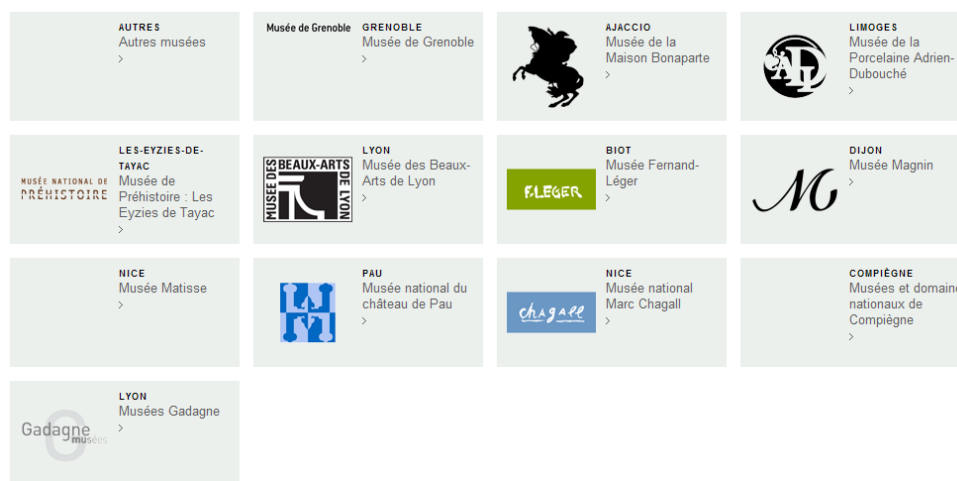 AUTRES
Autres musées
>
Musée de Grenoble
GRENOBLE
Musée de Grenoble
>
AJACCIO
Musée de la
Maison Bonaparte
>
LIMOGES
Musée de la
Porcelaine Adrien-
Dubouché
>
MUSÉE NATIONAL DE
PRÉHISTOIRE
LES-EYZIES-DE-
TAYAC
Musée de
Préhistoire : Les
Eyzies de Tayac
>
MUSEE DES
BEAUX-ARTS
DE LYON
LYON
Musée des Beaux-
Arts de Lyon
>
F.LEGER
BIOT
Musée Fernand-
Léger
>
M
DIJON
Musée Magnin
>
NICE
Musée Matisse
>
PAU
Musée national du
château de Pau
>
chagall
NICE
Musée national
Marc Chagall
>
COMPIÈGNE
Musées et domaine
nationaux de
Compiègne
>
Gadagne
musées
LYON
Musées Gadagne
>